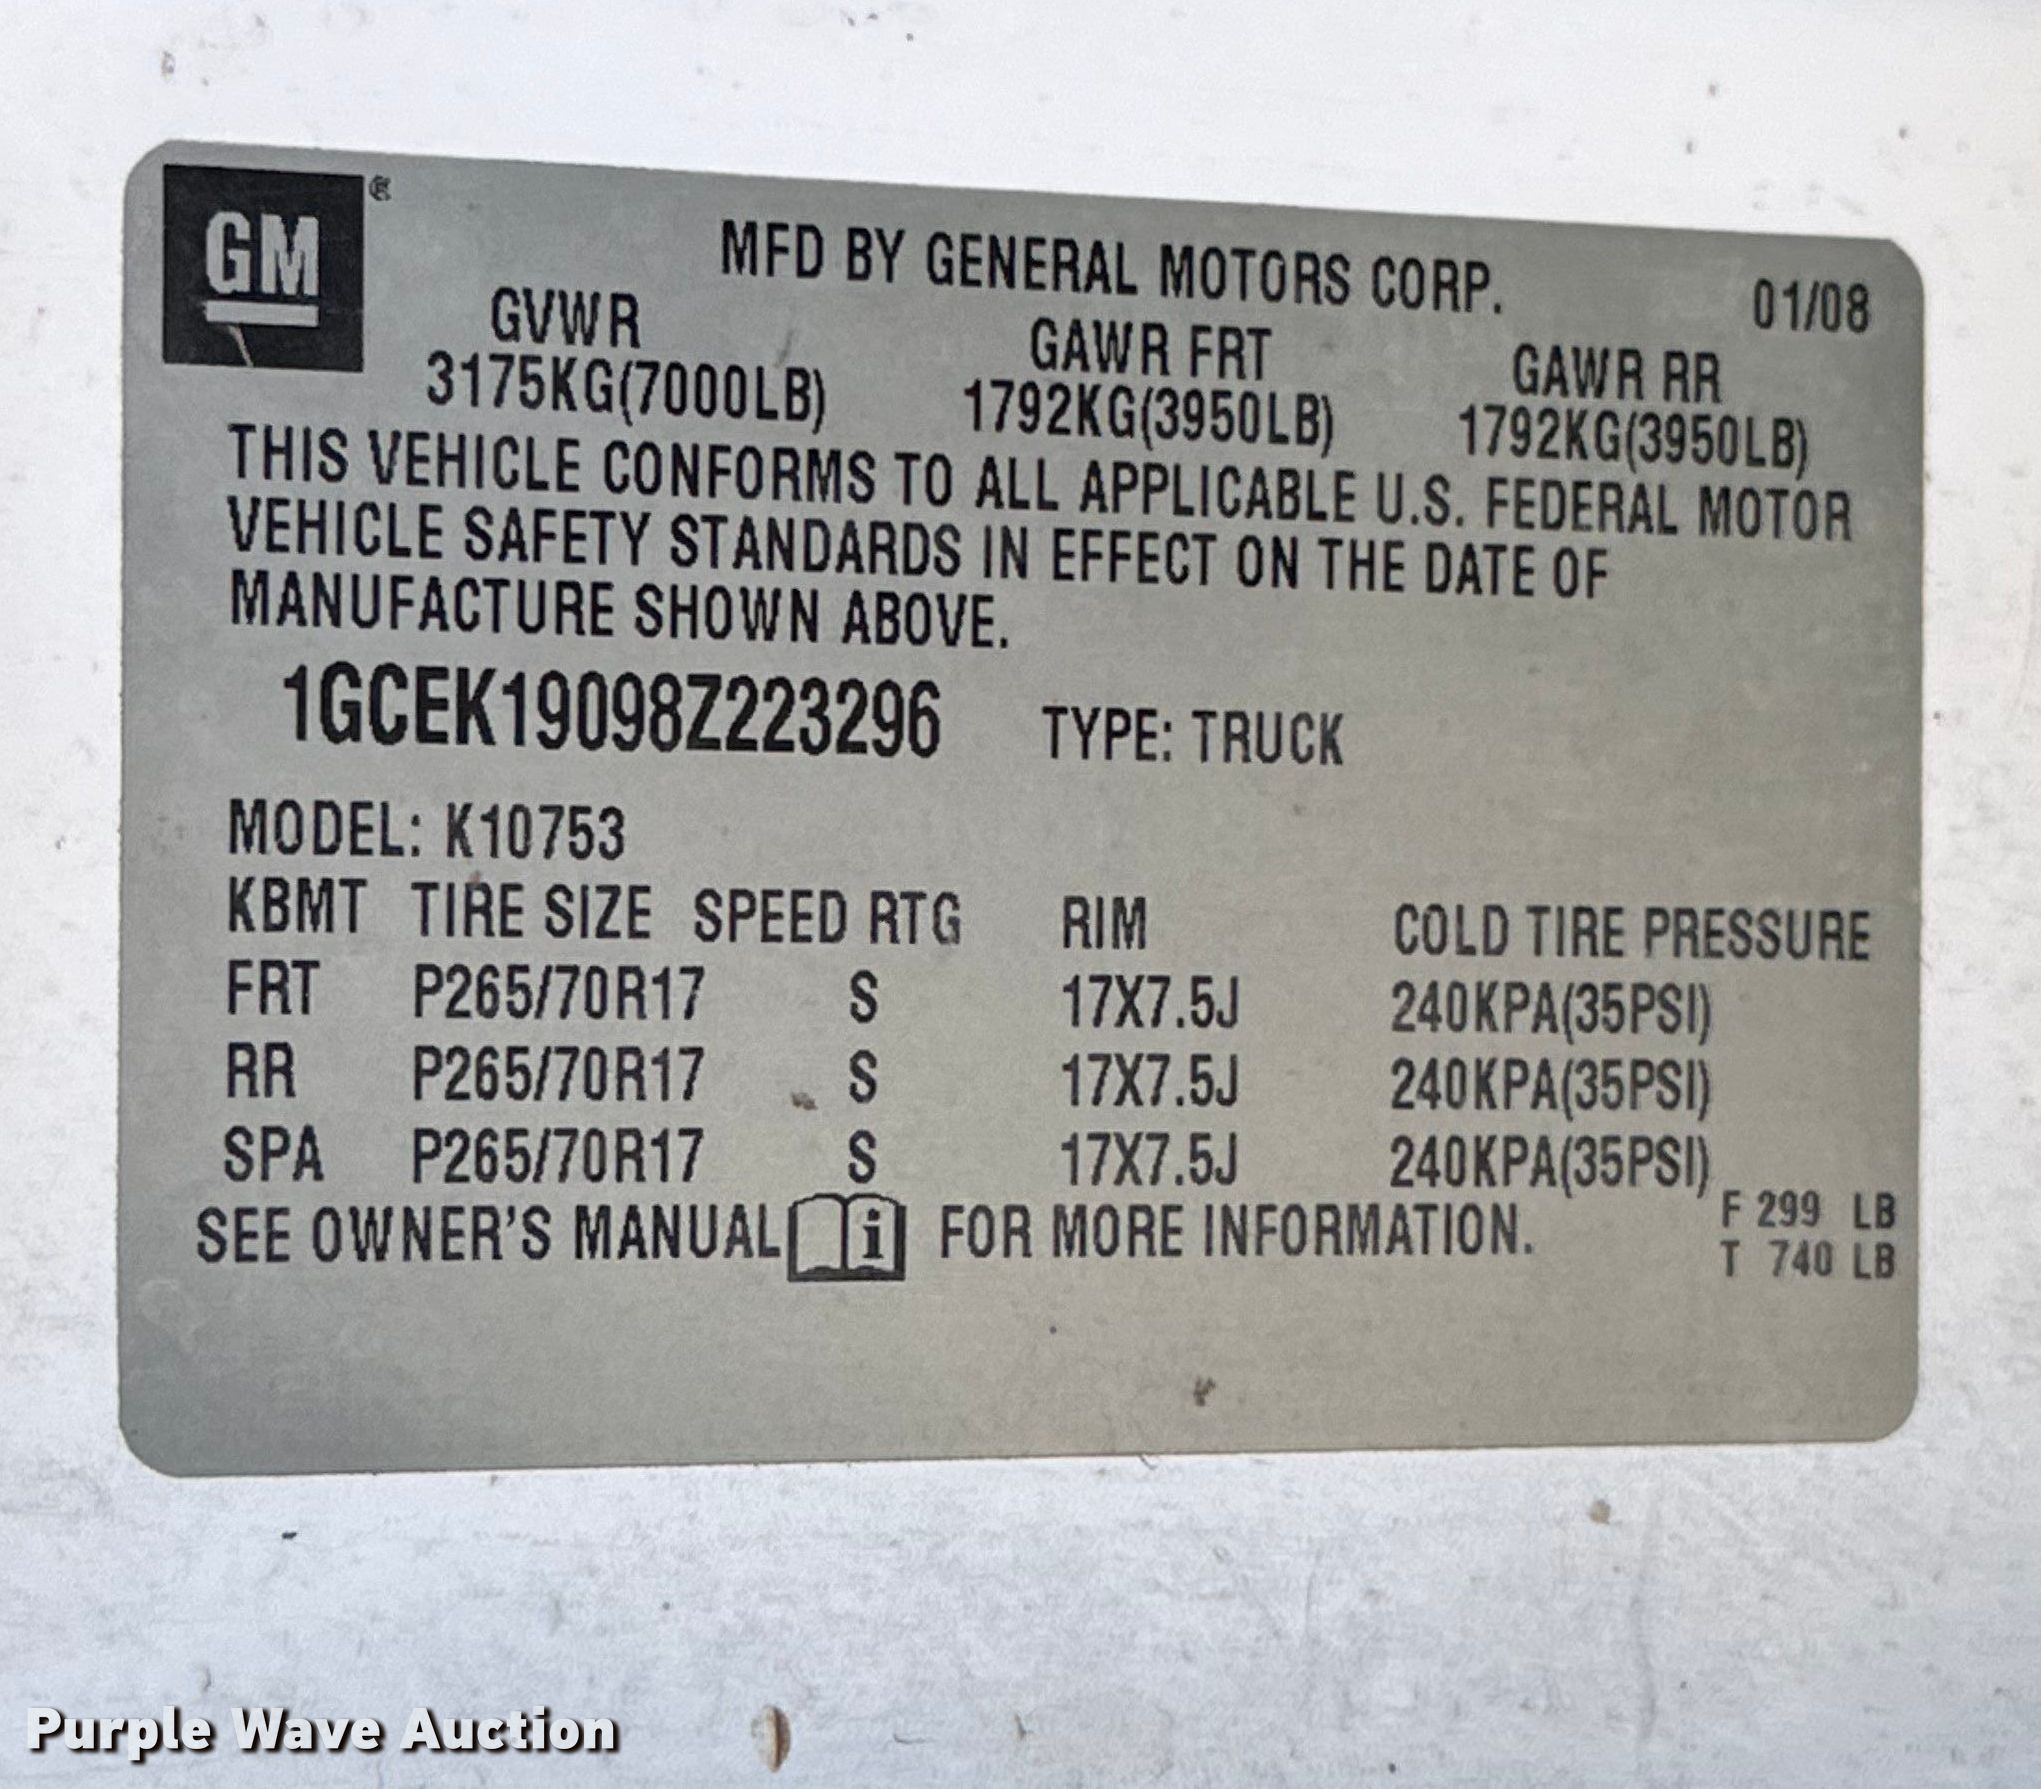 GM
MFD BY GENERAL MOTORS CORP. 01/08
GVWR GAWR FRT GAWR RR
3175KG(7000LB) 1792KG(3950LB) 1792KG(3950LB)
THIS VEHICLE CONFORMS TO ALL APPLICABLE U.S. FEDERAL MOTOR
VEHICLE SAFETY STANDARDS IN EFFECT ON THE DATE OF
MANUFACTURE SHOWN ABOVE.
1GCEK19098Z223296 TYPE: TRUCK
MODEL: K10753
KBMT TIRE SIZE SPEED RTG RIM COLD TIRE PRESSURE
FRT P265/70R17 S 17X7.5J 240KPA(35PSI)
RR P265/70R17 S 17X7.5J 240KPA(35PSI)
SPA P265/70R17 S 17X7.5J 240KPA(35PSI)
SEE OWNER'S MANUAL i FOR MORE INFORMATION.
F 299 LB
T 740 LB
Purple Wave Auction